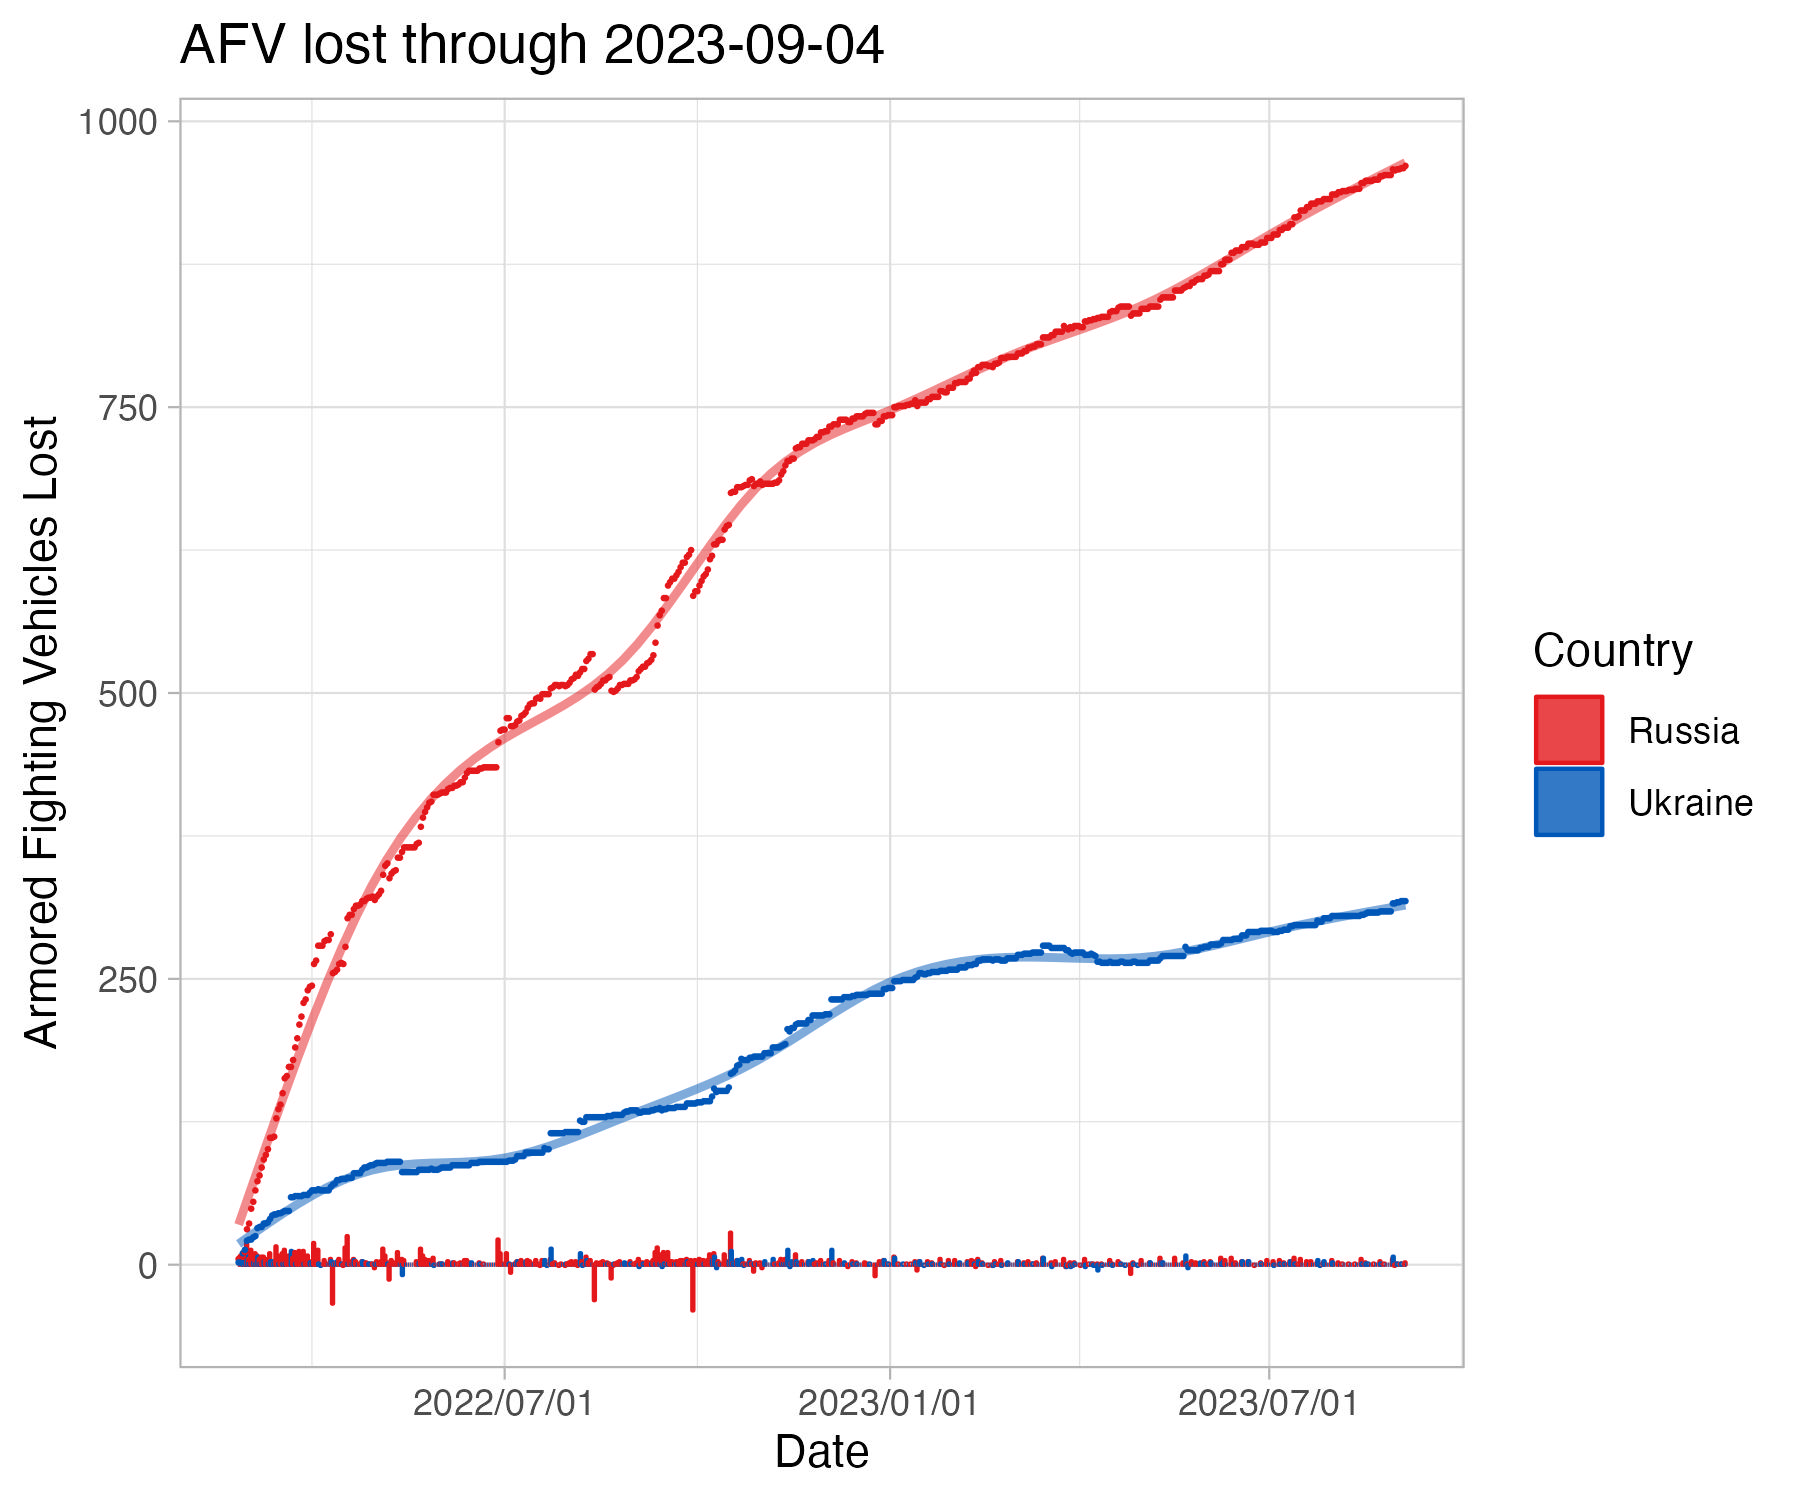 AFV lost through 2023-09-04
Armored Fighting Vehicles Lost
1000
750
500
250
0
2022/07/01
2023/01/01
2023/07/01
Date
Country
Russia
Ukraine